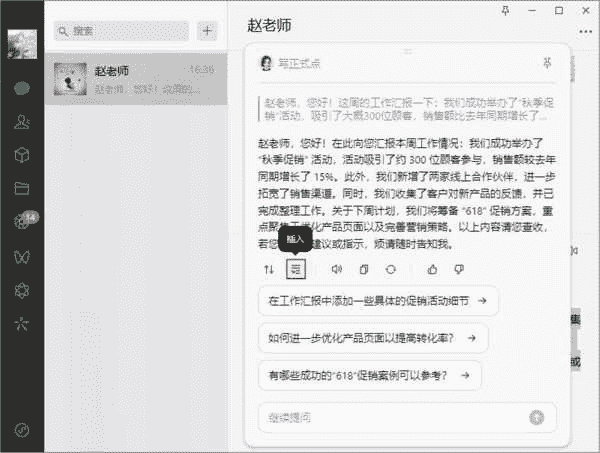 搜索
赵老师
16:36
赵老师，您好！这周的...
14
赵老师
写正式点
赵老师，您好！这周的工作汇报一下：我们成功举办了“秋季促
销”活动，吸引了大概300位顾客，销售额比去年同期增长了...
赵老师，您好！在此向您汇报本周工作情况：我们成功举办了
“秋季促销” 活动，活动吸引了约 300 位顾客参与，销售额较去年
同期增长了 15%。此外，我们新增了两家线上合作伙伴，进一步
拓宽了销售渠道。同时，我们收集了客户对新产品的反馈，并已
完成整理工作。关于下周计划，我们将筹备 “618” 促销方案，重
点聚焦于优化产品页面以及完善营销策略。以上内容请您查收，
若您 建议或指示，烦请随时告知我。
插入
在工作汇报中添加一些具体的促销活动细节
如何进一步优化产品页面以提高转化率？
有哪些成功的“618”促销案例可以参考？
继续提问
售
或